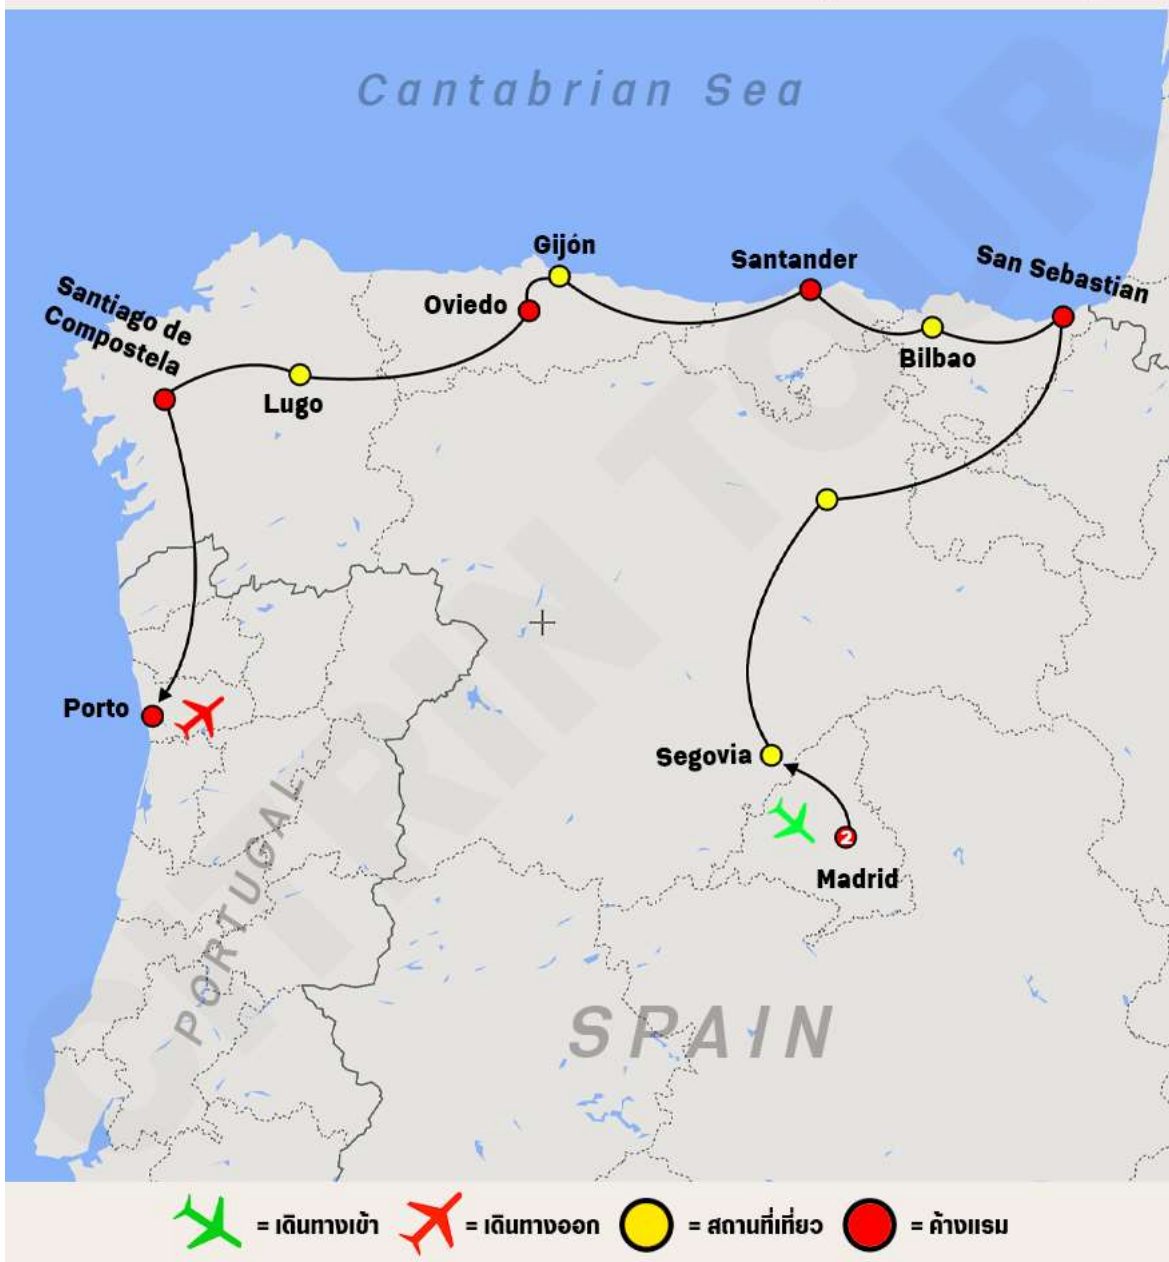 Cantabrian Sea
Gijón
Santander
San Sebastian
Oviedo
Santiago de
Compostela
Bilbao
Lugo
Porto
Segovia
2
Madrid
PORTUGAL
SPAIN
CITRIN TOUR
= เดินทางเข้า = เดินทางออก = สถานที่เที่ยว = ค้างแรม